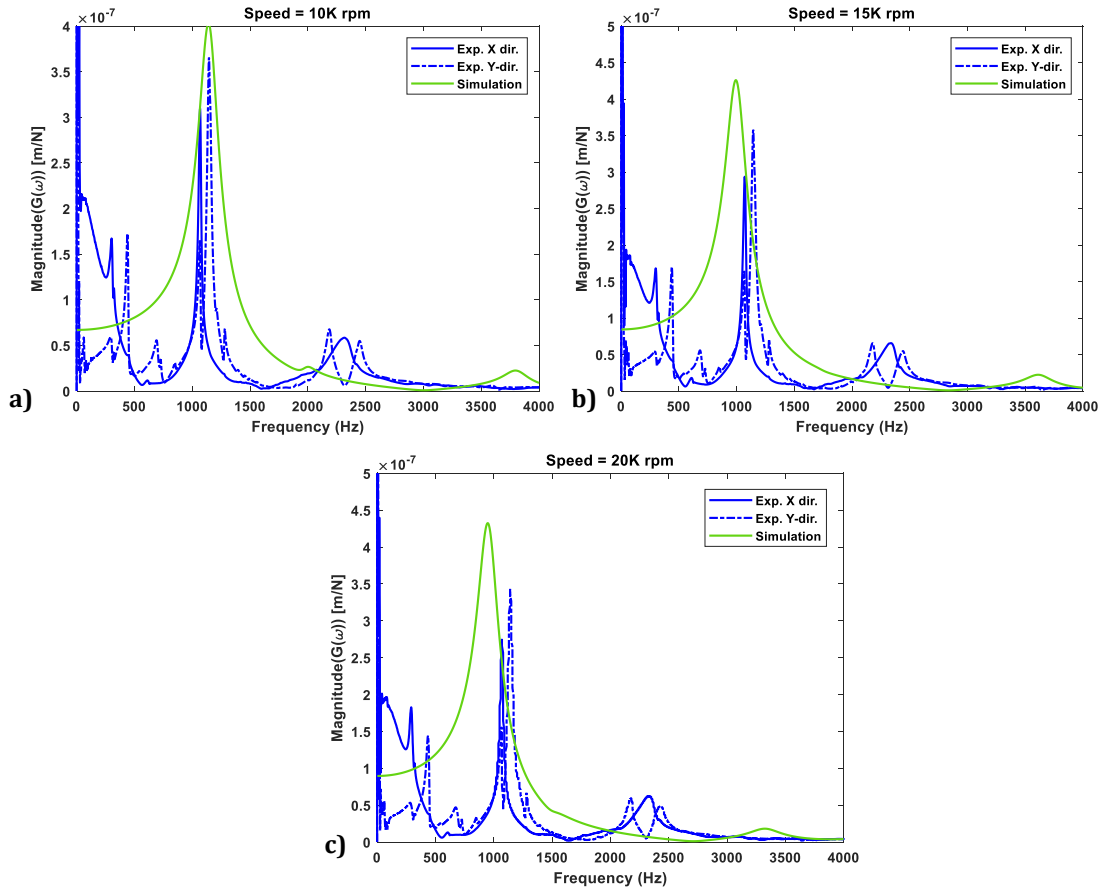 Speed = 10K rpm
×10⁻⁷
4
3.5
3
2.5
2
1.5
1
0.5
0
Magnitude(G(ω)) [m/N]
Exp. X dir.
Exp. Y-dir.
Simulation
0 500 1000 1500 2000 2500 3000 3500 4000
Frequency (Hz)
a)
Speed = 15K rpm
×10⁻⁷
5
4.5
4
3.5
3
2.5
2
1.5
1
0.5
0
Magnitude(G(ω)) [m/N]
Exp. X dir.
Exp. Y-dir.
Simulation
0 500 1000 1500 2000 2500 3000 3500 4000
Frequency (Hz)
b)
Speed = 20K rpm
×10⁻⁷
5
4.5
4
3.5
3
2.5
2
1.5
1
0.5
0
Magnitude(G(ω)) [m/N]
Exp. X dir.
Exp. Y-dir.
Simulation
0 500 1000 1500 2000 2500 3000 3500 4000
Frequency (Hz)
c)